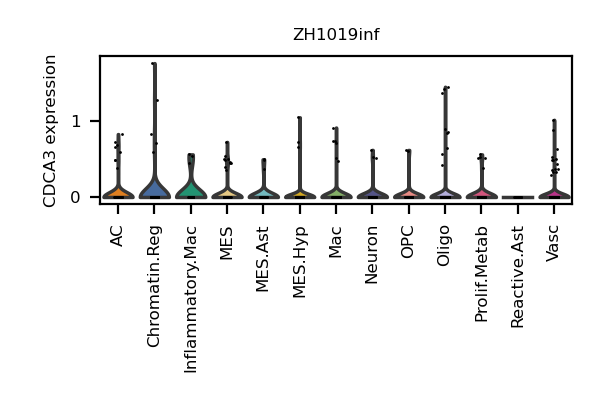 ZH1019inf
CDCA3 expression
1
0
AC
Chromatin.Reg
Inflammatory.Mac
MES
MES.Ast
MES.Hyp
Mac
Neuron
OPC
Oligo
Prolif.Metab
Reactive.Ast
Vasc